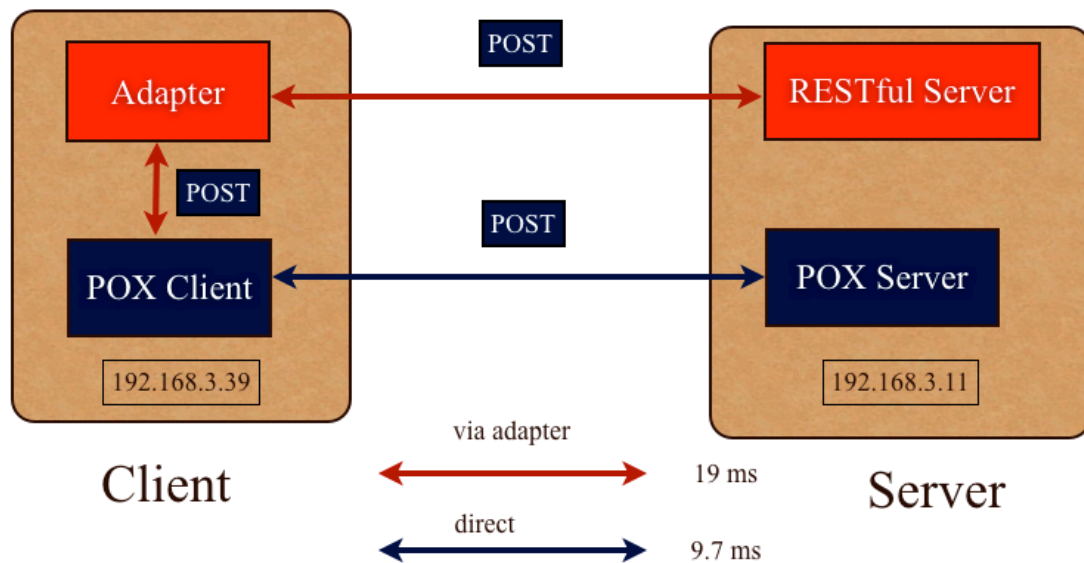 POST
Adapter
RESTful Server
POST
POST
POX Client
POX Server
192.168.3.39
192.168.3.11
via adapter
Client
19 ms
Server
direct
9.7 ms